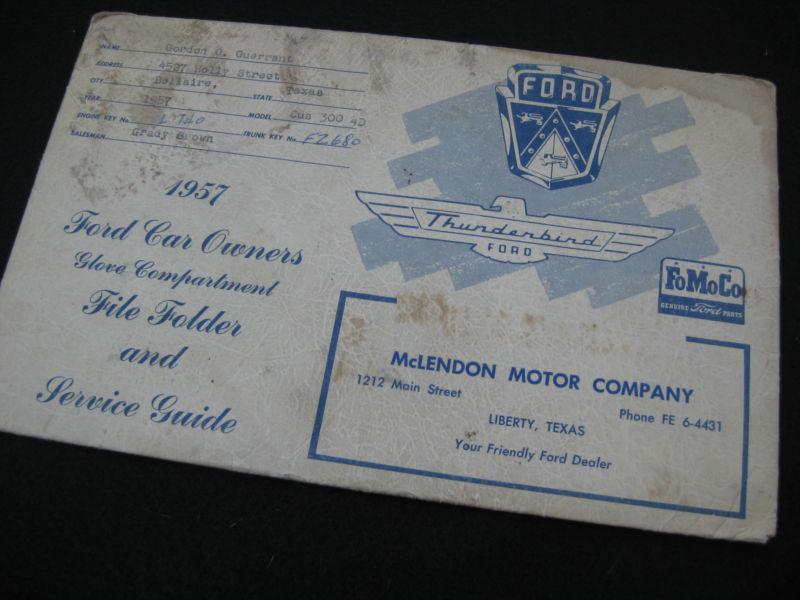 NAME Gordon O. Guerrant
ADDRESS 4527 Holly Street
CITY Bellaire, STATE Texas
YEAR 1957 MODEL Cus 300 4D
ENGINE KEY No. TRUNK KEY No. FZ680
SALESMAN Grady Brown
1957
Ford Car Owners
Glove Compartment
File Folder
and
Service Guide
FORD
Thunderbird
FORD
FoMoCo
GENUINE Ford PARTS
McLENDON MOTOR COMPANY
1212 Main Street Phone FE 6-4431
LIBERTY, TEXAS
Your Friendly Ford Dealer